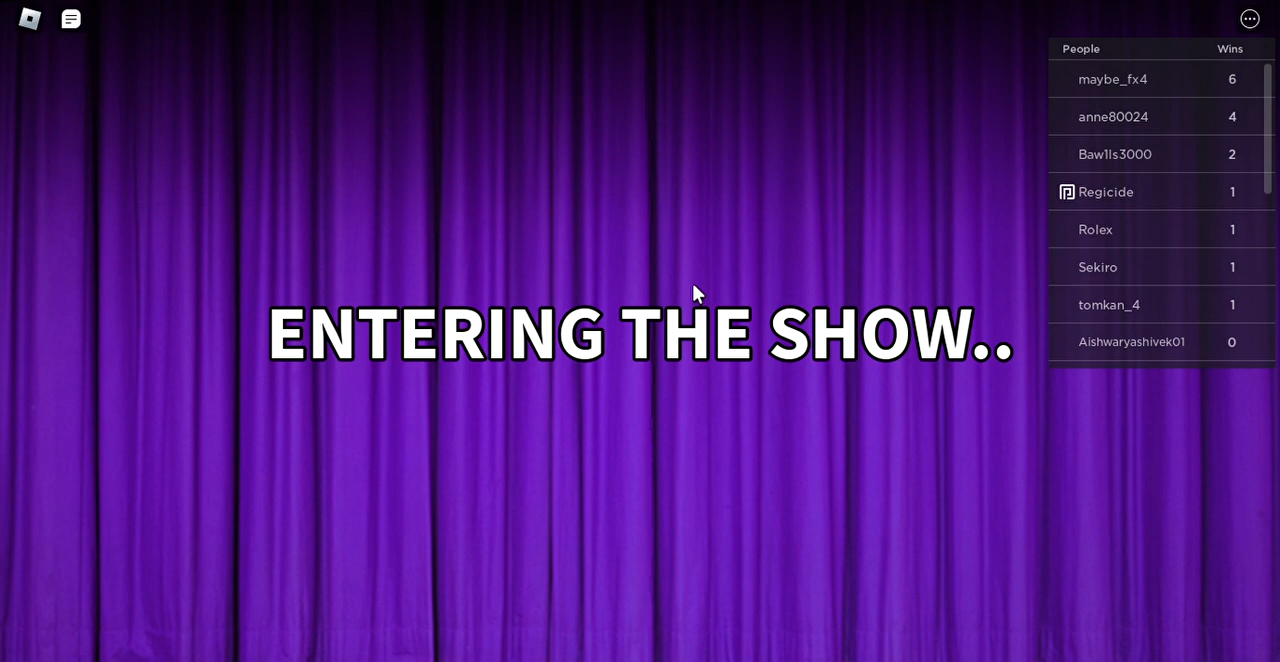 People Wins
maybe_fx4 6
anne80024 4
Baw1ls3000 2
Regicide 1
Rolex 1
Sekiro 1
tomkan_4 1
Aishwaryashivek01 0
ENTERING THE SHOW..